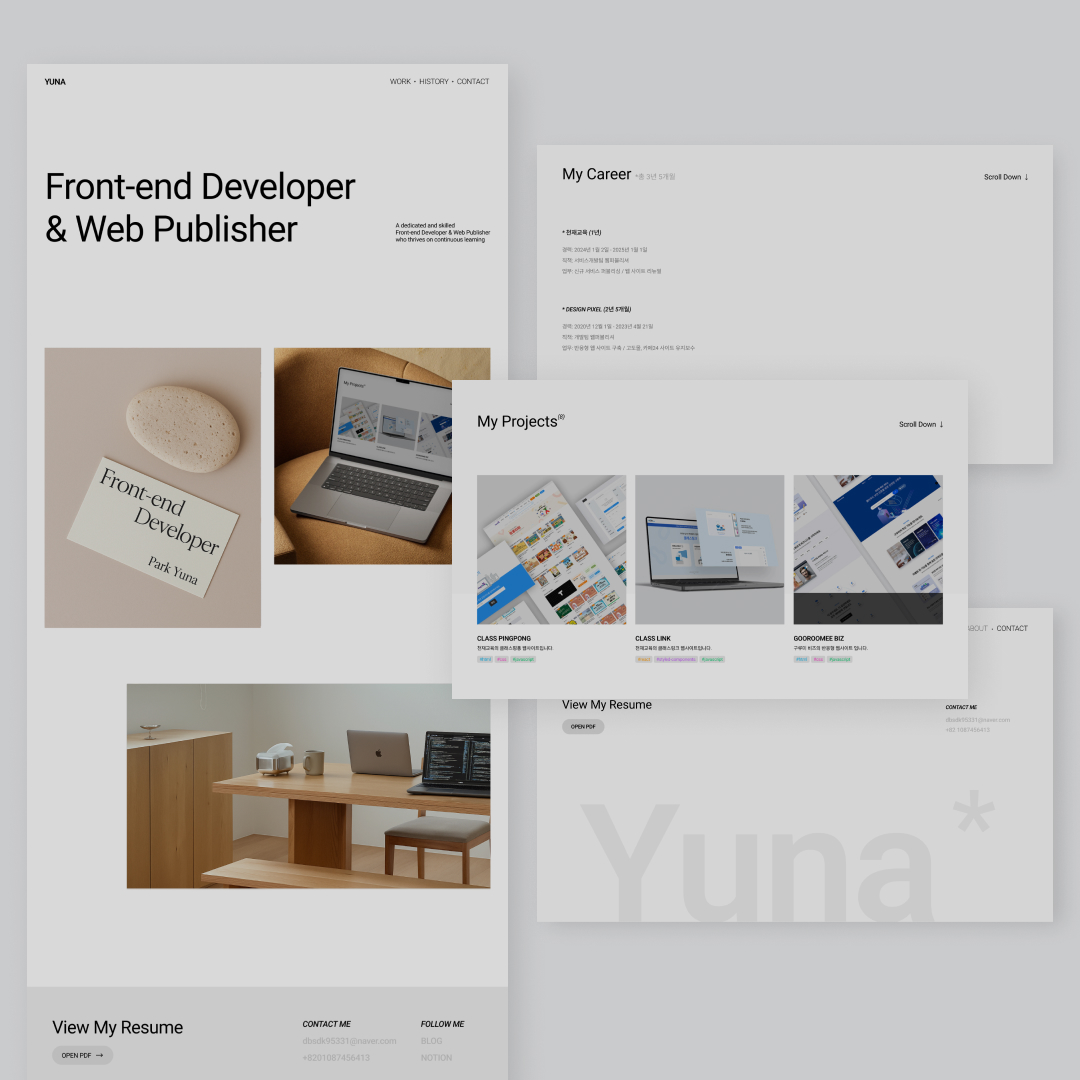 YUNA
WORK • HISTORY • CONTACT
Front-end Developer
& Web Publisher
A dedicated and skilled
Front-end Developer & Web Publisher
who thrives on continuous learning
Front-end
Developer
Park Yuna
My Projects
View My Resume
OPEN PDF →
CONTACT ME
dbsdk95331@naver.com
+8201087456413
FOLLOW ME
BLOG
NOTION
My Career *총 3년 5개월
Scroll Down ↓
* 천재교육 (1년)
경력: 2024년 1월 2일 - 2025년 1월 1일
직책: 서비스개발팀 웹퍼블리셔
업무: 신규 서비스 퍼블리싱 / 웹 사이트 리뉴얼
* DESIGN PIXEL (2년 5개월)
경력: 2020년 12월 1일 - 2023년 4월 21일
직책: 개발팀 웹퍼블리셔
업무: 반응형 웹 사이트 구축 / 고도몰, 카페24 사이트 유지보수
My Projects(8)
Scroll Down ↓
CLASS PINGPONG
천재교육의 클래스핑퐁 웹사이트입니다.
#html #css #javascript
CLASS LINK
천재교육의 클래스링크 웹사이트입니다.
#react #styled-components #javascript
GOOROOMEE BIZ
구루미 비즈의 반응형 웹사이트 입니다.
#html #css #javascript
ABOUT • CONTACT
View My Resume
OPEN PDF
CONTACT ME
dbsdk95331@naver.com
+82 1087456413
Yuna*